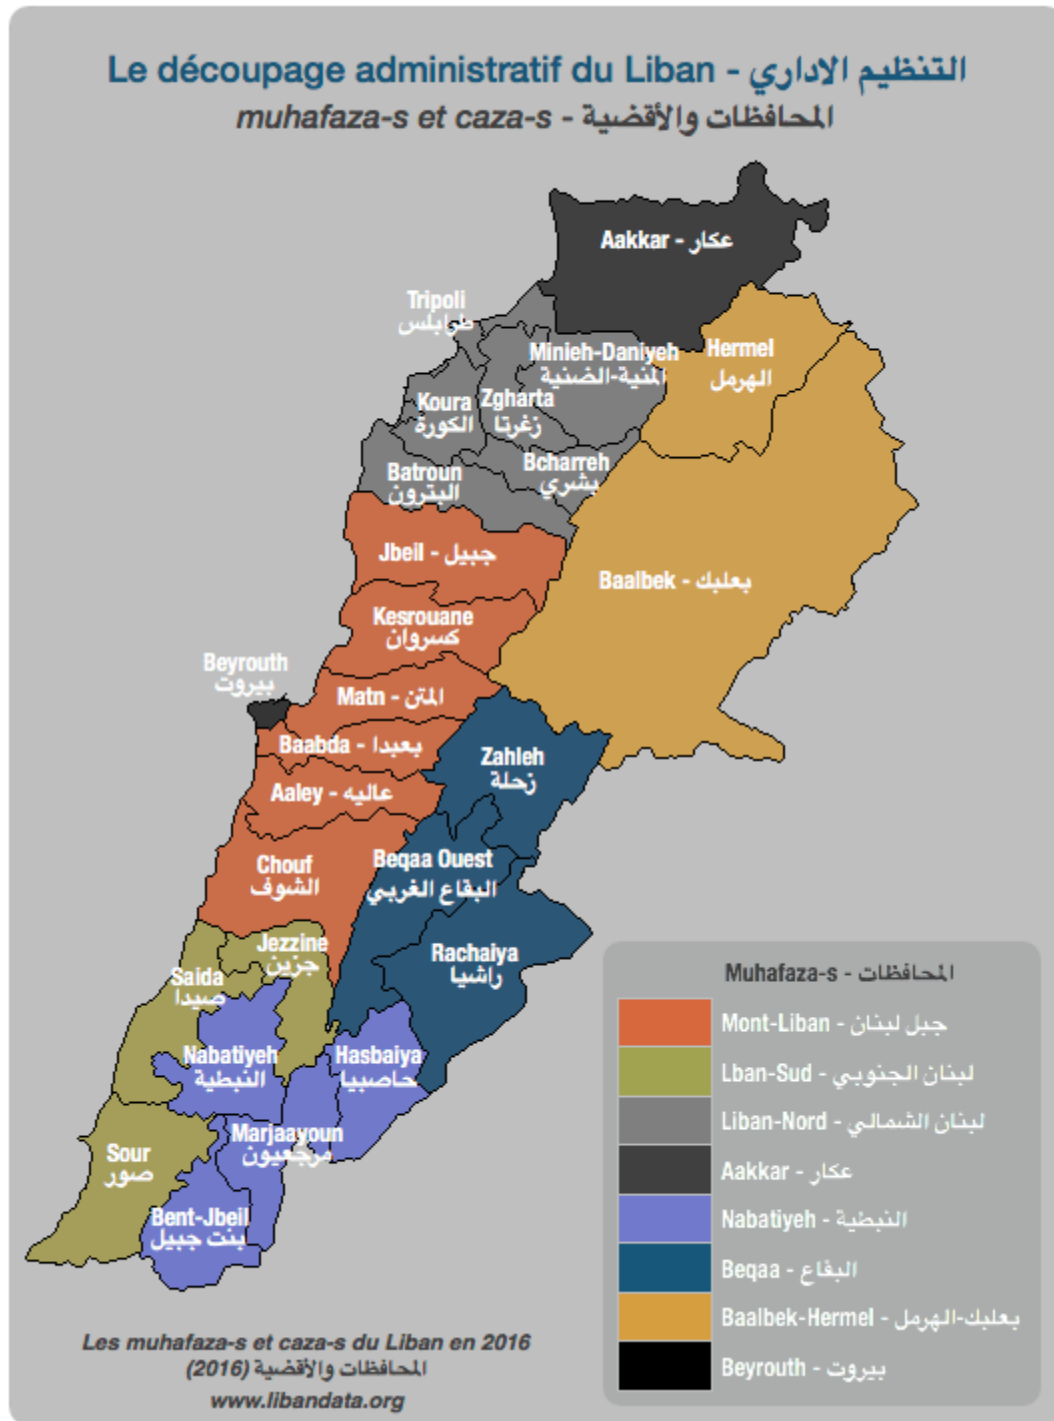 Le découpage administratif du Liban - التنظيم الاداري
muhafaza-s et caza-s - المحافظات والأقضية
Aakkar - عكار
Tripoli
طرابلس
Hermel
الهرمل
Minieh-Daniyeh
المنية-الضنية
Koura
الكورة
Zgharta
زغرتا
Bcharreh
بشري
Batroun
البترون
Jbeil - جبيل
Baalbek - بعلبك
Kesrouane
كسروان
Beyrouth
بيروت
Matn - المتن
Baabda - بعبدا
Zahleh
زحلة
Aaley - عاليه
Chouf
الشوف
Beqaa Ouest
البقاع الغربي
Jezzine
جزين
Rachaiya
راشيا
Saida
صيدا
Nabatiyeh
النبطية
Hasbaiya
حاصبيا
Marjaayoun
مرجعيون
Sour
صور
Bent-Jbeil
بنت جبيل
Muhafaza-s - المحافظات
Mont-Liban - جبل لبنان
Lban-Sud - لبنان الجنوبي
Liban-Nord - لبنان الشمالي
Aakkar - عكار
Nabatiyeh - النبطية
Beqaa - البقاع
Baalbek-Hermel - بعلبك-الهرمل
Beyrouth - بيروت
Les muhafaza-s et caza-s du Liban en 2016
المحافظات والأقضية (2016)
www.libandata.org